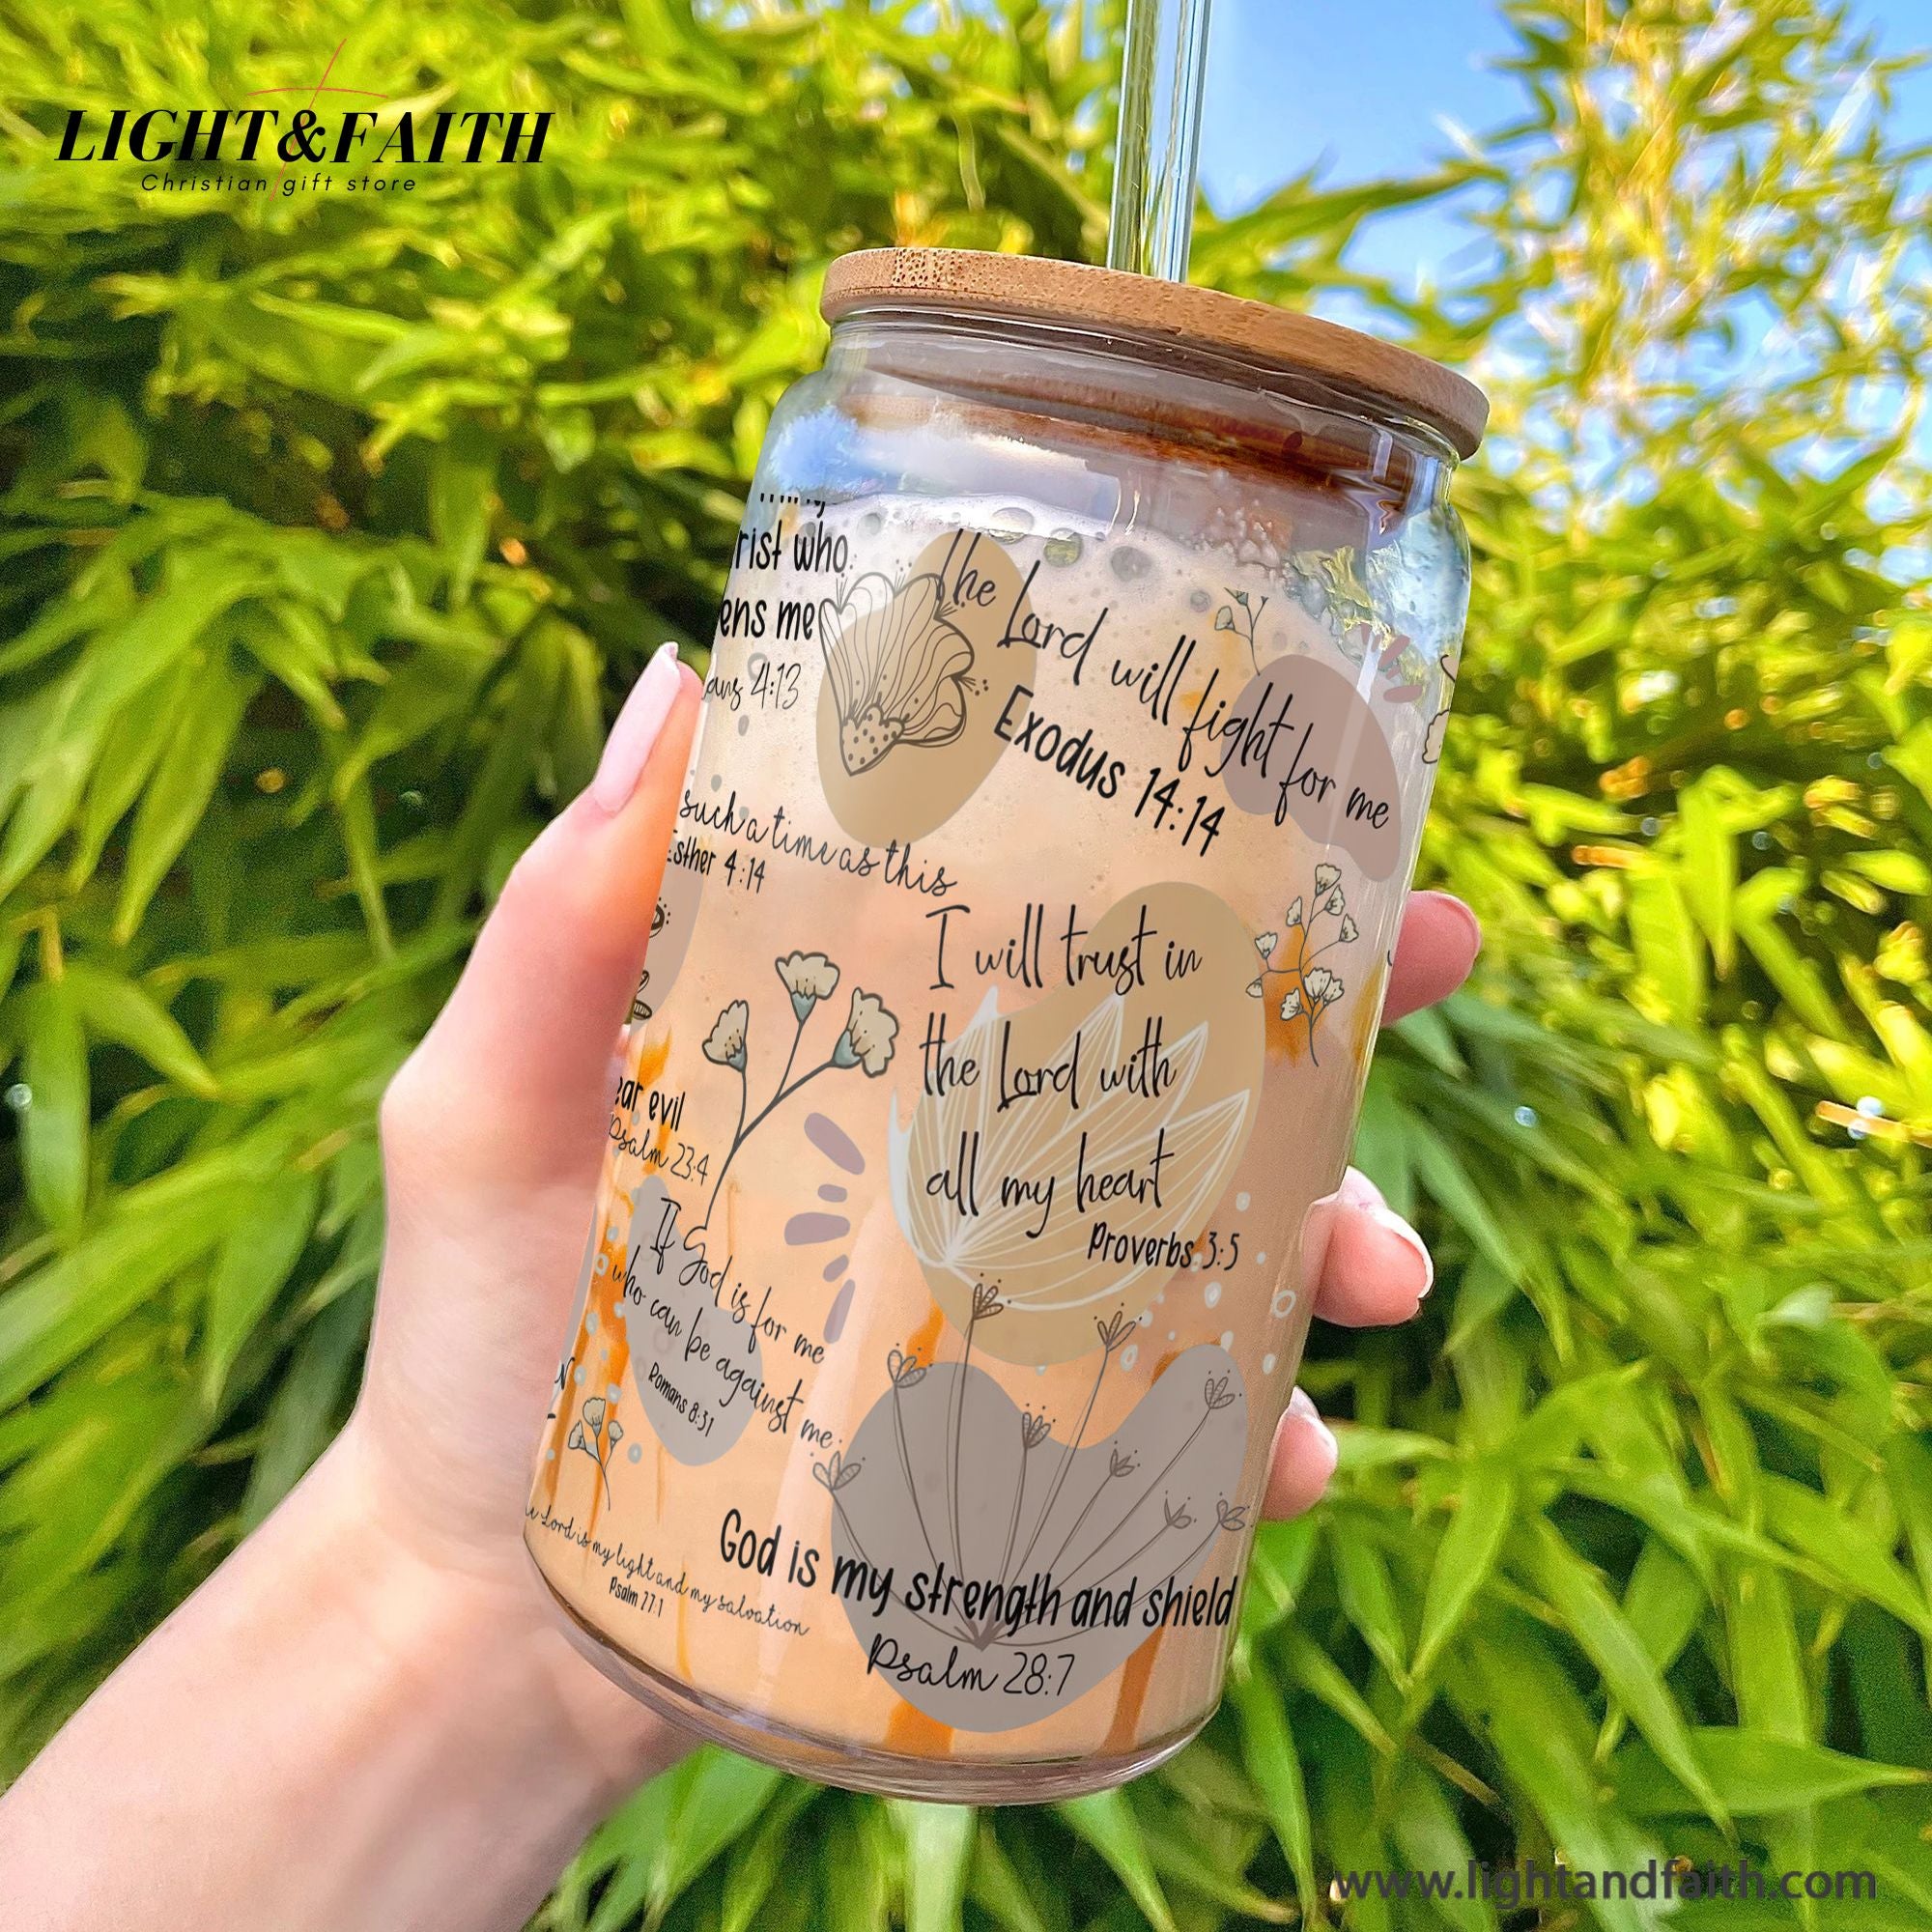 LIGHT&FAITH
Christian gift store
who
me
4:13
The Lord will fight for me
Exodus 14:14
such a time as this
Esther 4:14
I will trust in
the Lord with
all my heart
Proverbs 3:5
evil
Psalm 23:4
If God is for me
who can be against me
Romans 8:31
Lord is my light and my salvation
Psalm 27:1
God is my strength and shield
Psalm 28:7
www.lightandfaith.com